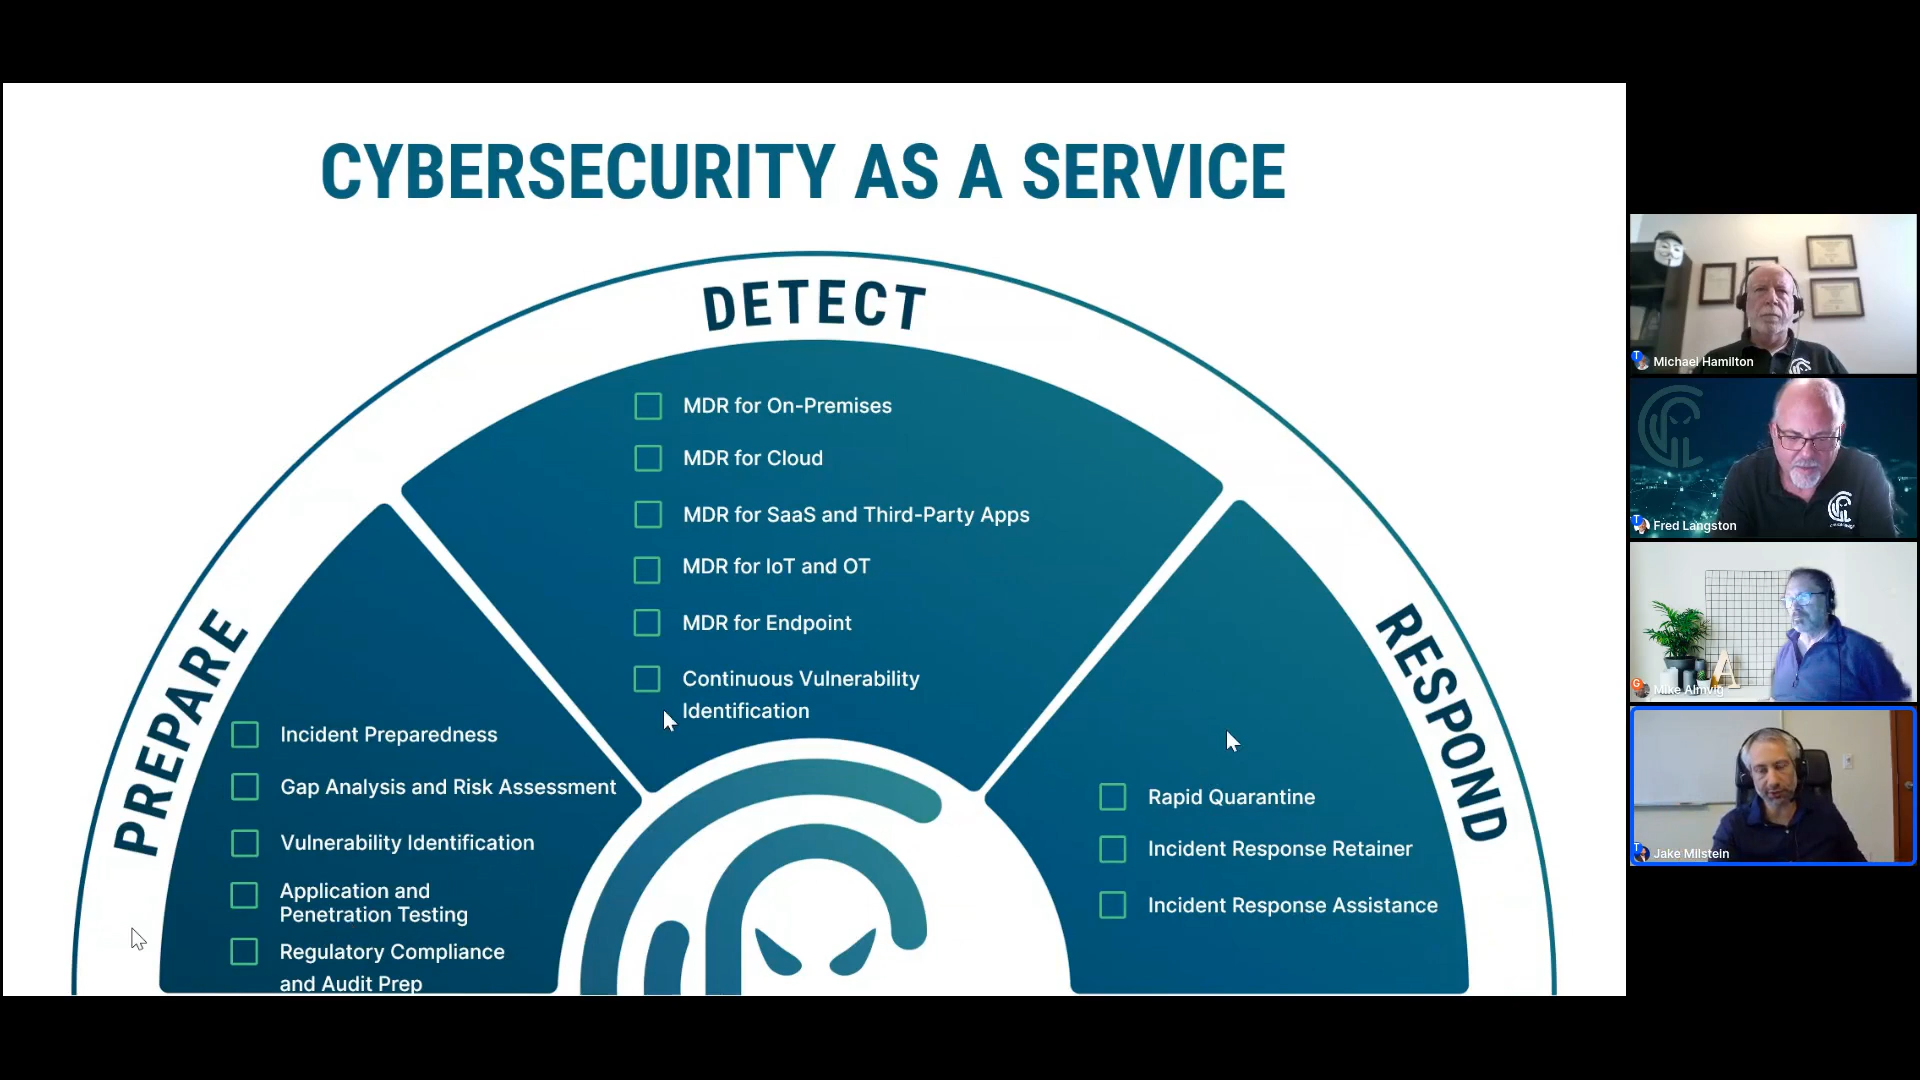 CYBERSECURITY AS A SERVICE
DETECT
MDR for On-Premises
MDR for Cloud
MDR for SaaS and Third-Party Apps
MDR for IoT and OT
MDR for Endpoint
Continuous Vulnerability
Identification
PREPARE
Incident Preparedness
Gap Analysis and Risk Assessment
Vulnerability Identification
Application and
Penetration Testing
Regulatory Compliance
and Audit Prep
RESPOND
Rapid Quarantine
Incident Response Retainer
Incident Response Assistance
Michael Hamilton
Fred Langston
Mike Almvig
Jake Milstein